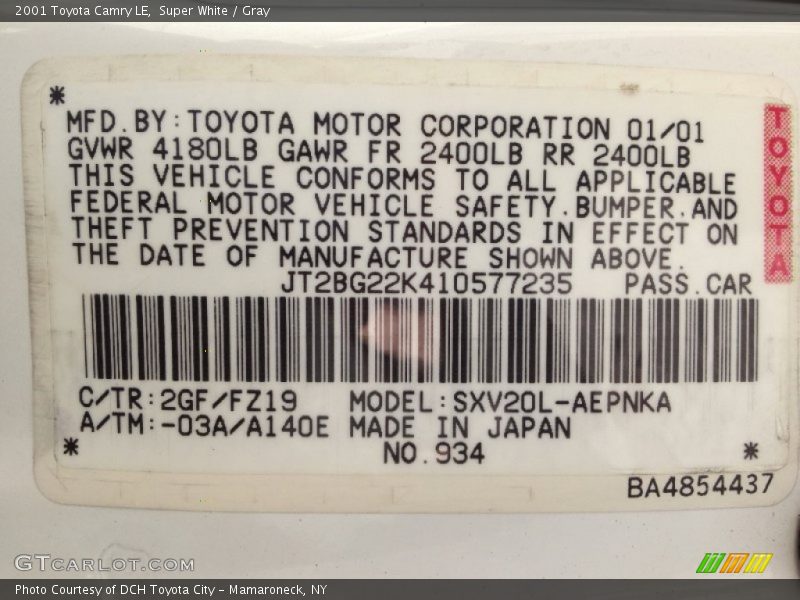 2001 Toyota Camry LE, Super White / Gray
*
MFD.BY:TOYOTA MOTOR CORPORATION 01/01
GVWR 4180LB GAWR FR 2400LB RR 2400LB
THIS VEHICLE CONFORMS TO ALL APPLICABLE
FEDERAL MOTOR VEHICLE SAFETY.BUMPER.AND
THEFT PREVENTION STANDARDS IN EFFECT ON
THE DATE OF MANUFACTURE SHOWN ABOVE.
TOYOTA
JT2BG22K410577235 PASS.CAR
C/TR:2GF/FZ19 MODEL:SXV20L-AEPNKA
A/TM:-03A/A140E MADE IN JAPAN
* NO.934 *
BA4854437
GTCARLOT.COM
Photo Courtesy of DCH Toyota City - Mamaroneck, NY